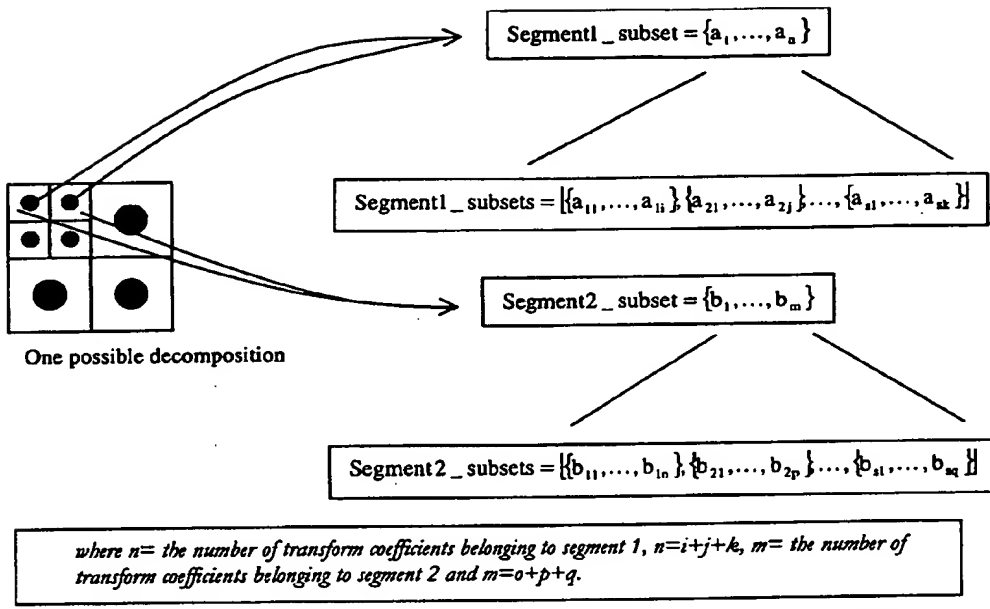 Segment1_subset = {a₁,...,aₙ}
Segment1_subsets = [{a₁₁,...,a₁ᵢ},{a₂₁,...,a₂ⱼ},...,{aₛ₁,...,aₛₖ}]
Segment2_subset = {b₁,...,bₘ}
One possible decomposition
Segment2_subsets = [{b₁₁,...,b₁ₒ},{b₂₁,...,b₂ₚ},...,{bₛ₁,...,b_sq}]
where n= the number of transform coefficients belonging to segment 1, n=i+j+k, m= the number of
transform coefficients belonging to segment 2 and m=o+p+q.